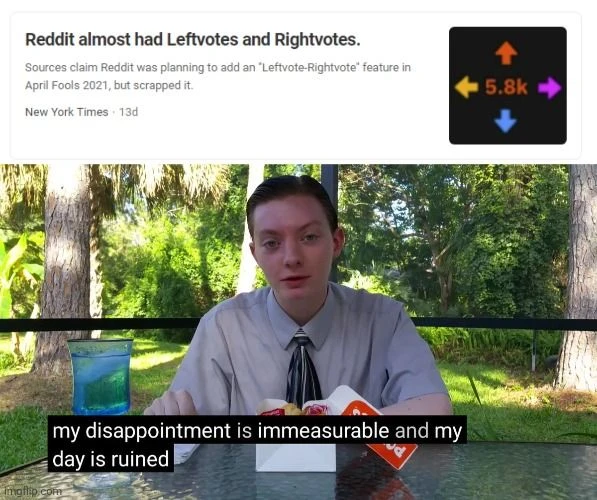 Reddit almost had Leftvotes and Rightvotes.
Sources claim Reddit was planning to add an "Leftvote-Rightvote" feature in
April Fools 2021, but scrapped it.
New York Times · 13d
5.8k
my disappointment is immeasurable and my
day is ruined
imgflip.com